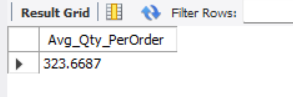 Result Grid Filter Rows:
Avg_Qty_PerOrder
323.6687